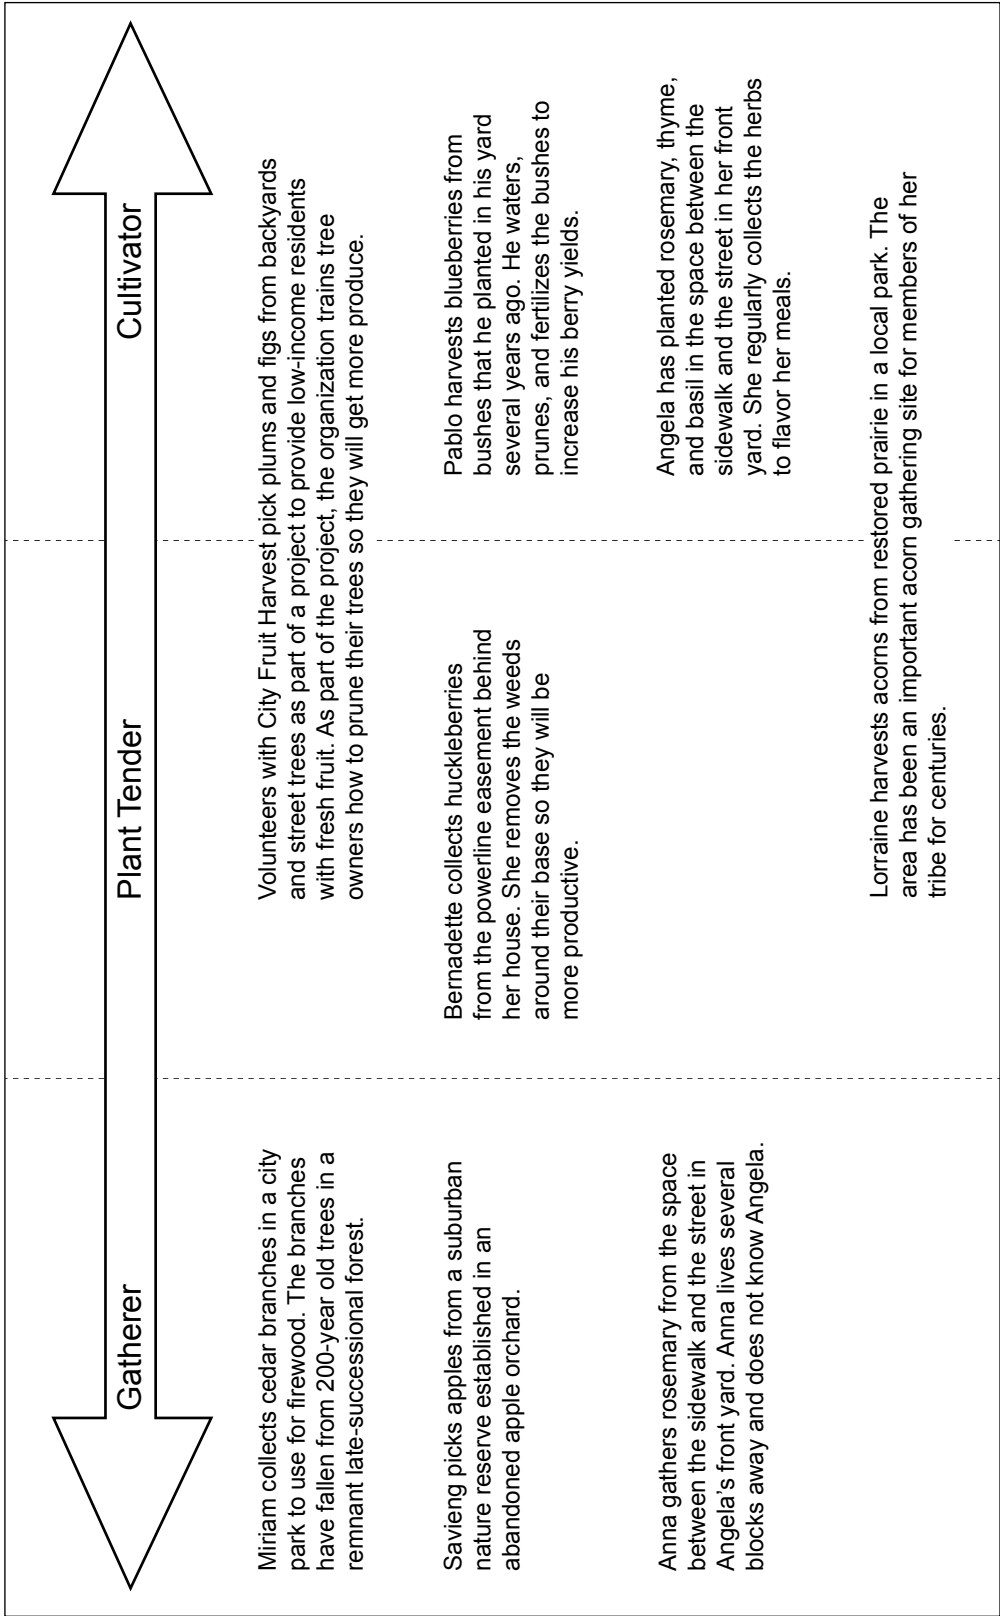 Gatherer
Plant Tender
Cultivator
Miriam collects cedar branches in a city
park to use for firewood. The branches
have fallen from 200-year old trees in a
remnant late-successional forest.
Volunteers with City Fruit Harvest pick plums and figs from backyards
and street trees as part of a project to provide low-income residents
with fresh fruit. As part of the project, the organization trains tree
owners how to prune their trees so they will get more produce.
Savieng picks apples from a suburban
nature reserve established in an
abandoned apple orchard.
Bernadette collects huckleberries
from the powerline easement behind
her house. She removes the weeds
around their base so they will be
more productive.
Pablo harvests blueberries from
bushes that he planted in his yard
several years ago. He waters,
prunes, and fertilizes the bushes to
increase his berry yields.
Anna gathers rosemary from the space
between the sidewalk and the street in
Angela’s front yard. Anna lives several
blocks away and does not know Angela.
Angela has planted rosemary, thyme,
and basil in the space between the
sidewalk and the street in her front
yard. She regularly collects the herbs
to flavor her meals.
Lorraine harvests acorns from restored prairie in a local park. The
area has been an important acorn gathering site for members of her
tribe for centuries.